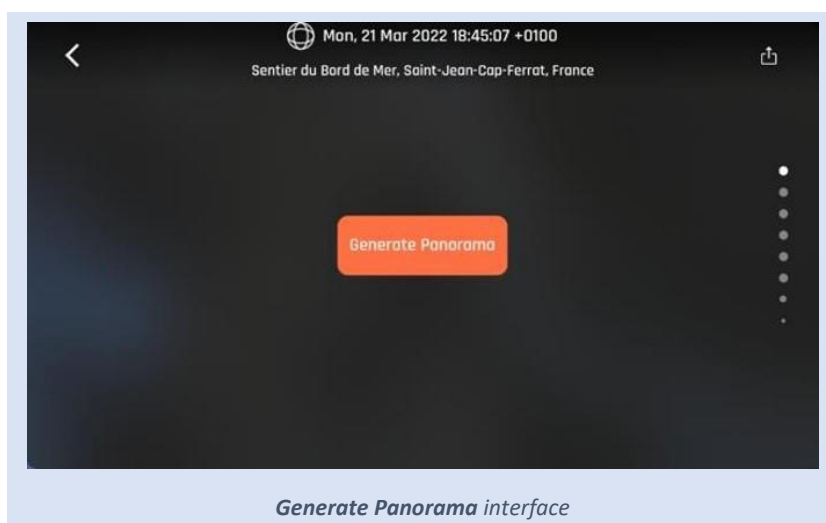 Mon, 21 Mar 2022 18:45:07 +0100
Sentier du Bord de Mer, Saint-Jean-Cap-Ferrat, France
Generate Panorama
Generate Panorama interface